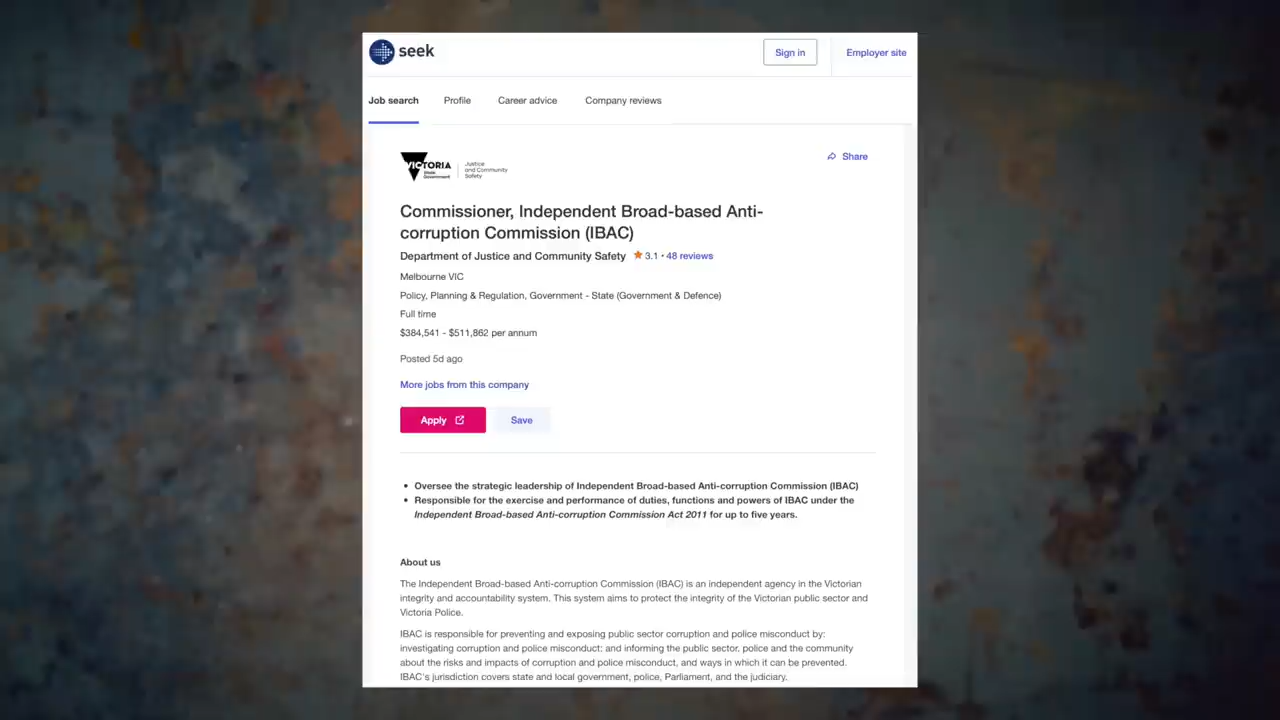 seek
Sign in
Employer site
Job search
Profile
Career advice
Company reviews
VICTORIA
State
Government
Justice
and Community
Safety
Share
Commissioner, Independent Broad-based Anti-
corruption Commission (IBAC)
Department of Justice and Community Safety
3.1 • 48 reviews
Melbourne VIC
Policy, Planning & Regulation, Government - State (Government & Defence)
Full time
$384,541 - $511,862 per annum
Posted 5d ago
More jobs from this company
Apply
Save
• Oversee the strategic leadership of Independent Broad-based Anti-corruption Commission (IBAC)
• Responsible for the exercise and performance of duties, functions and powers of IBAC under the
Independent Broad-based Anti-corruption Commission Act 2011 for up to five years.
About us
The Independent Broad-based Anti-corruption Commission (IBAC) is an independent agency in the Victorian
integrity and accountability system. This system aims to protect the integrity of the Victorian public sector and
Victoria Police.
IBAC is responsible for preventing and exposing public sector corruption and police misconduct by:
investigating corruption and police misconduct: and informing the public sector, police and the community
about the risks and impacts of corruption and police misconduct, and ways in which it can be prevented.
IBAC's jurisdiction covers state and local government, police, Parliament, and the judiciary.